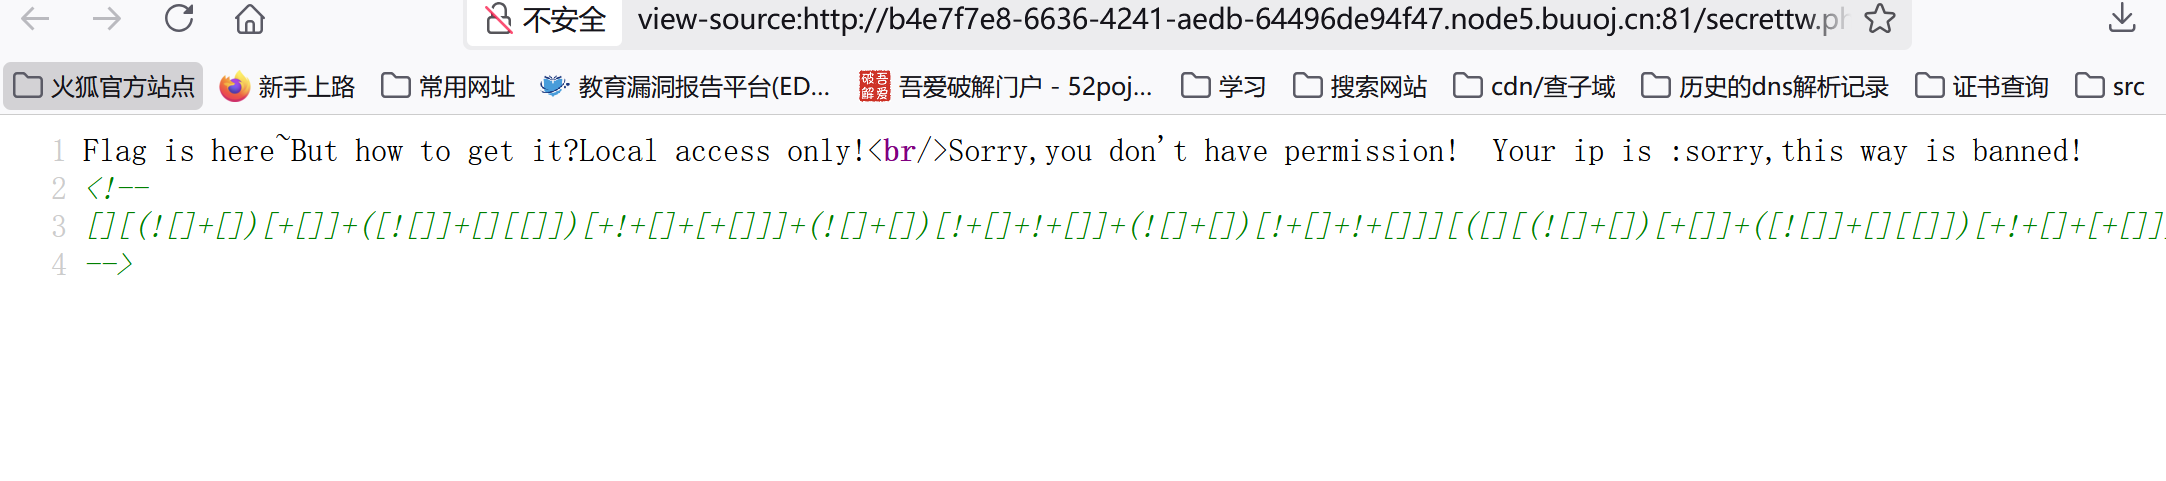 不安全 view-source:http://b4e7f7e8-6636-4241-aedb-64496de94f47.node5.buuoj.cn:81/secrettw.ph
火狐官方站点 新手上路 常用网址 教育漏洞报告平台(ED... 吾爱破解门户 - 52poj... 学习 搜索网站 cdn/查子域 历史的dns解析记录 证书查询 src
1 Flag is here~But how to get it?Local access only!<br/>Sorry,you don't have permission!  Your ip is :sorry,this way is banned!
2 <!--
3 [][(![]+[])[+[]]+([![]]+[][[]])[+!+[]+[+[]]]+(![]+[])[!+[]+!+[]]+(![]+[])[!+[]+!+[]]][([][(![]+[])[+[]]+([![]]+[][[]])[+!+[]+[+[]]]
4 -->